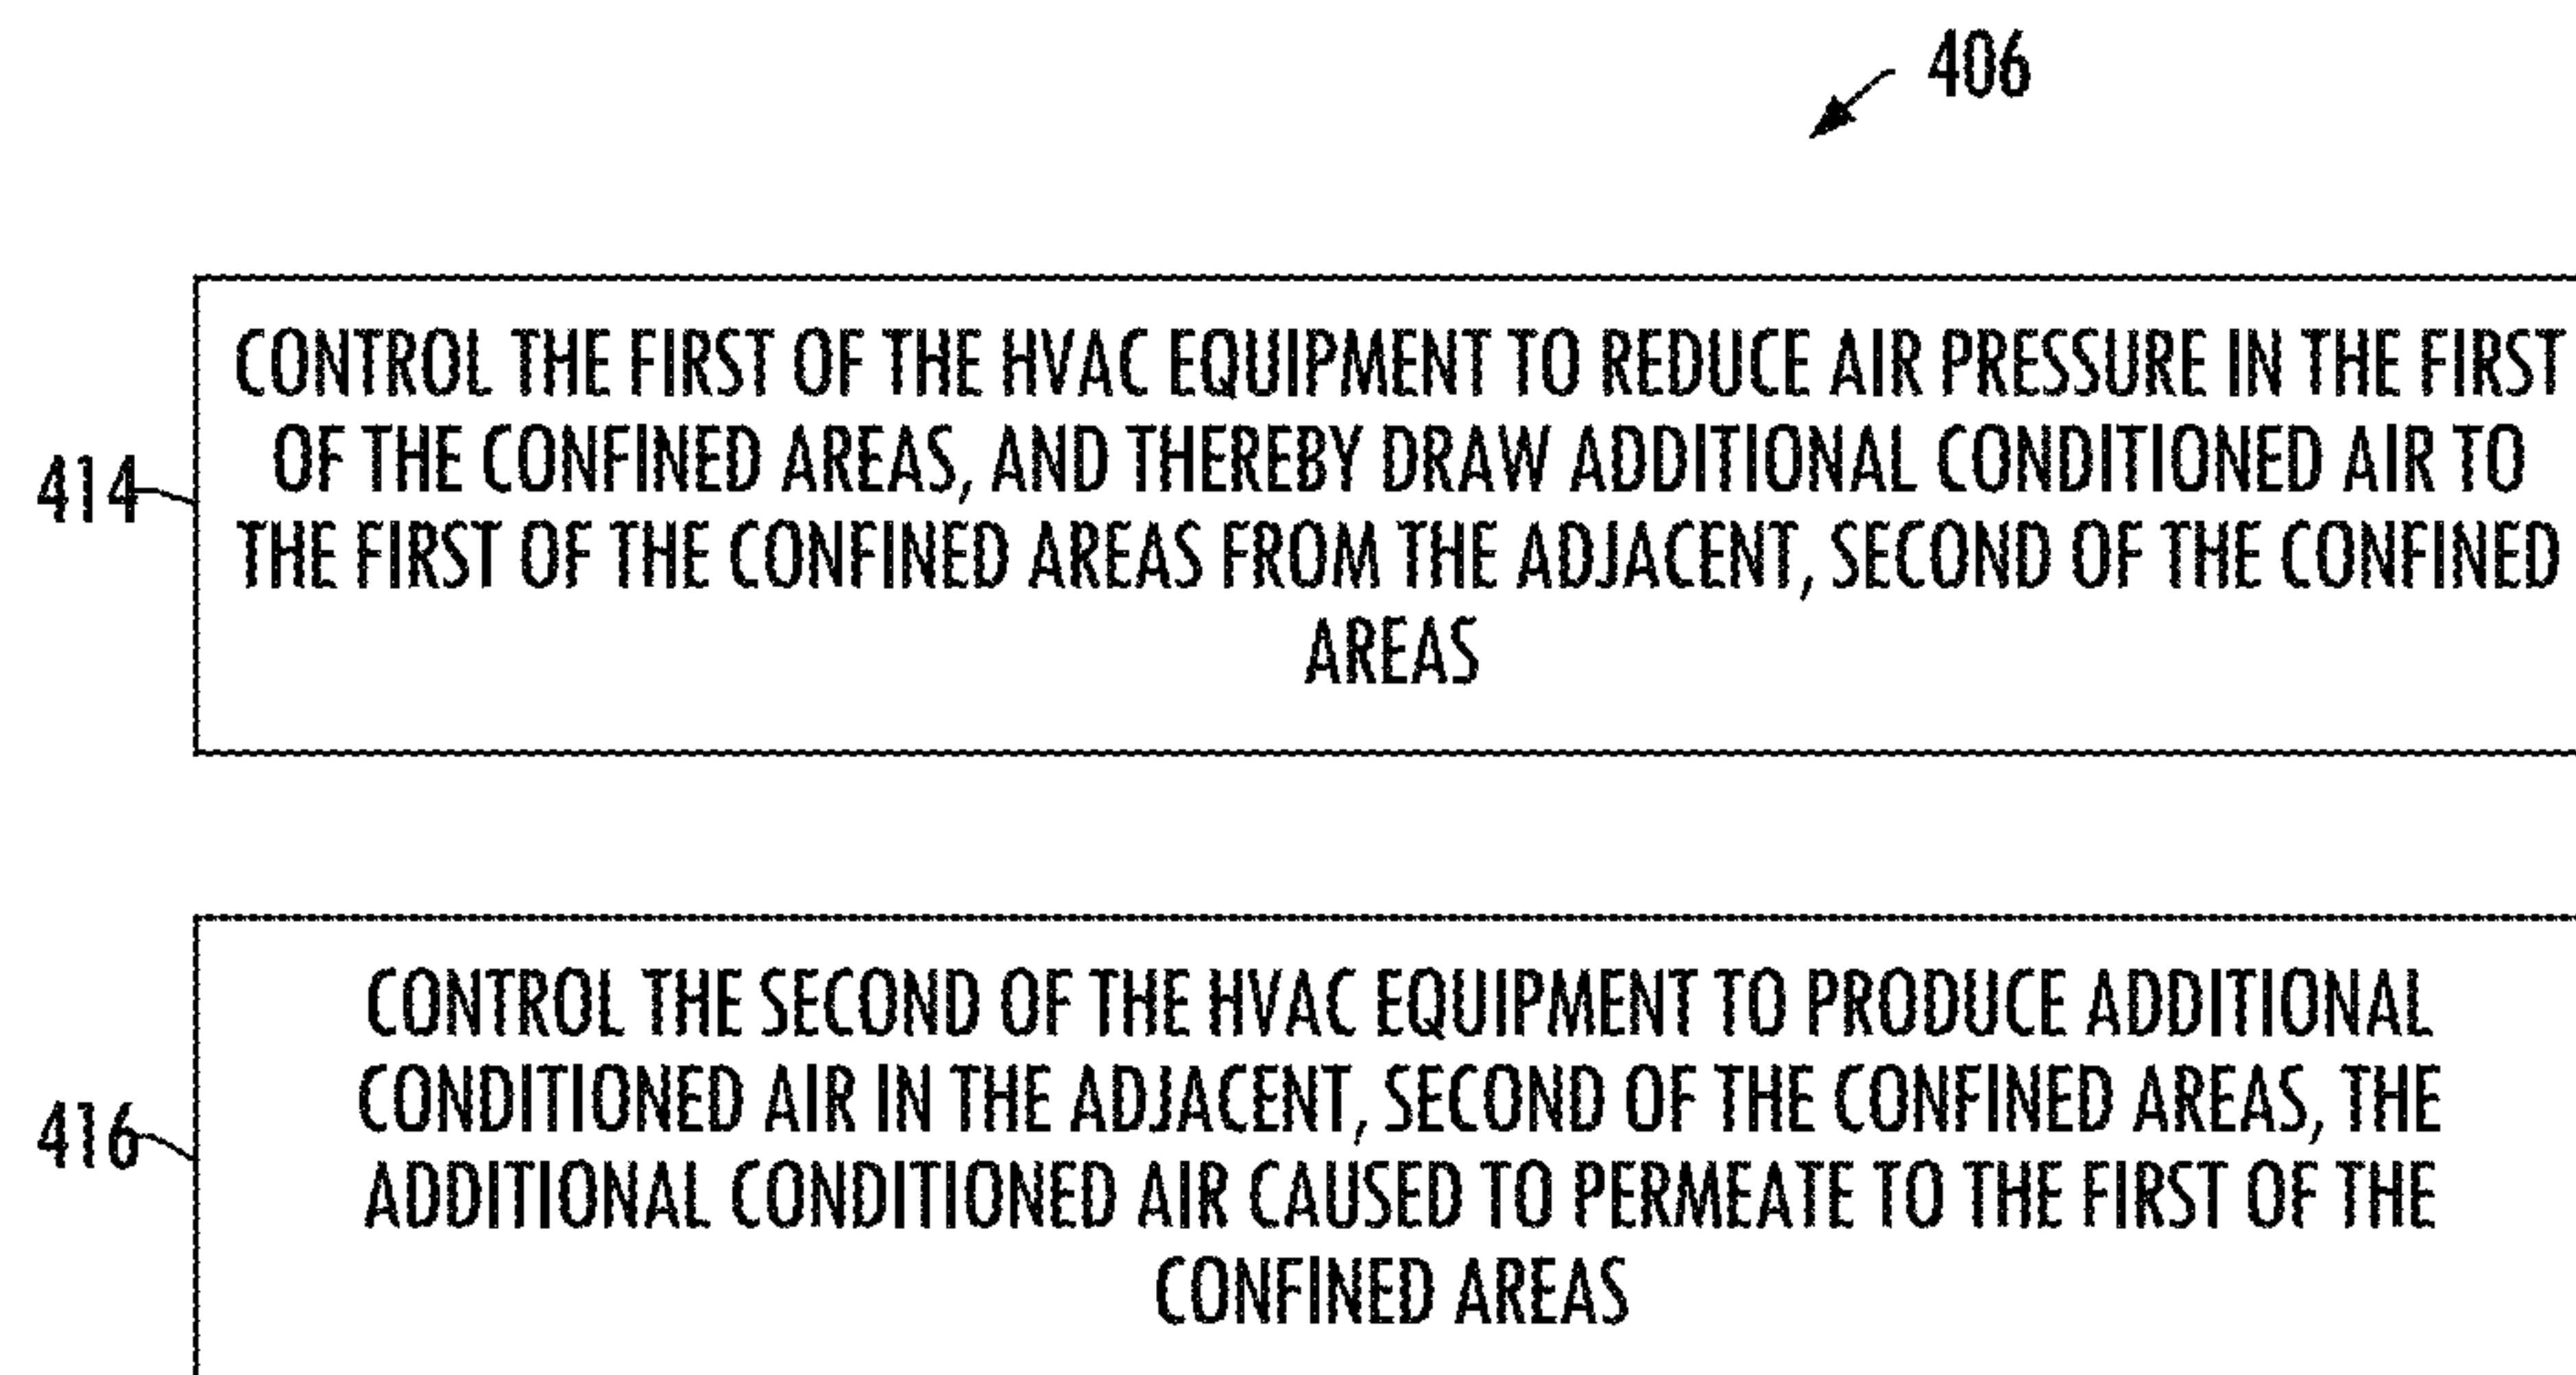 406
CONTROL THE FIRST OF THE HVAC EQUIPMENT TO REDUCE AIR PRESSURE IN THE FIRST
OF THE CONFINED AREAS, AND THEREBY DRAW ADDITIONAL CONDITIONED AIR TO
414
THE FIRST OF THE CONFINED AREAS FROM THE ADJACENT, SECOND OF THE CONFINED
AREAS
CONTROL THE SECOND OF THE HVAC EQUIPMENT TO PRODUCE ADDITIONAL
CONDITIONED AIR IN THE ADJACENT, SECOND OF THE CONFINED AREAS, THE
416
ADDITIONAL CONDITIONED AIR CAUSED TO PERMEATE TO THE FIRST OF THE
CONFINED AREAS